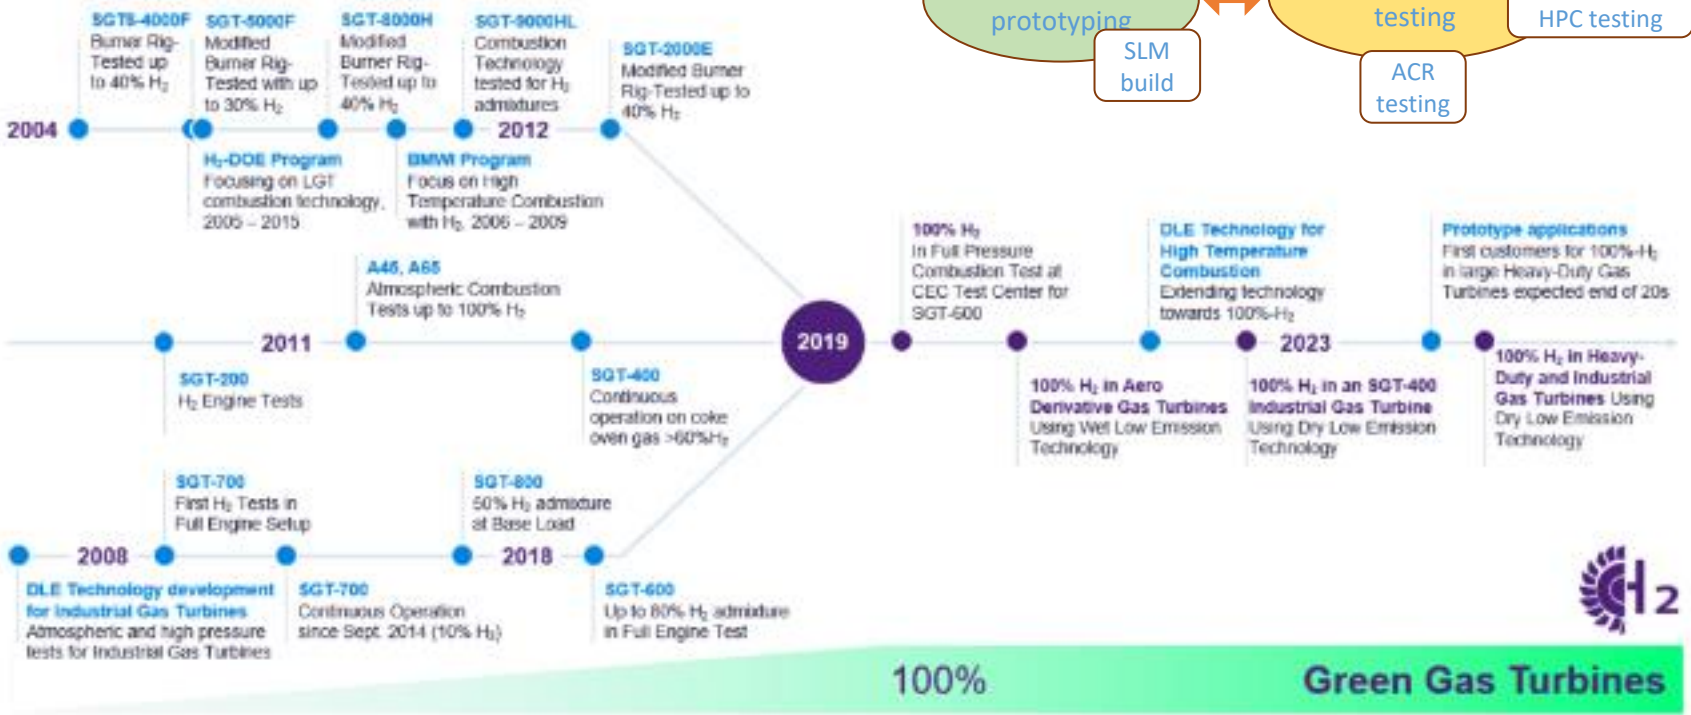 prototyping
SLM
build
testing
ACR
testing
HPC testing
SGT5-4000F
Burner Rig-
Tested up
to 40% H₂
SGT-5000F
Modified
Burner Rig-
Tested with up
to 30% H₂
SGT-8000H
Modified
Burner Rig-
Tested up to
40% H₂
SGT-9000HL
Combustion
Technology
tested for H₂
admixtures
SGT-2000E
Modified Burner
Rig-Tested up to
40% H₂
2004
2012
H₂-DOE Program
Focusing on LGT
combustion technology,
2005 – 2015
BMWI Program
Focus on High
Temperature Combustion
with H₂, 2006 – 2009
A45, A65
Atmospheric Combustion
Tests up to 100% H₂
2011
SGT-200
H₂ Engine Tests
SGT-400
Continuous
operation on coke
oven gas >60%H₂
SGT-700
First H₂ Tests in
Full Engine Setup
SGT-800
50% H₂ admixture
at Base Load
2008
2018
DLE Technology development
for Industrial Gas Turbines
Atmospheric and high pressure
tests for Industrial Gas Turbines
SGT-700
Continuous Operation
since Sept. 2014 (10% H₂)
SGT-600
Up to 80% H₂ admixture
in Full Engine Test
2019
100% H₂
In Full Pressure
Combustion Test at
CEC Test Center for
SGT-600
DLE Technology for
High Temperature
Combustion
Extending technology
towards 100%-H₂
Prototype applications
First customers for 100%-H₂
in large Heavy-Duty Gas
Turbines expected end of 20s
2023
100% H₂ in Aero
Derivative Gas Turbines
Using Wet Low Emission
Technology
100% H₂ in an SGT-400
Industrial Gas Turbine
Using Dry Low Emission
Technology
100% H₂ in Heavy-
Duty and Industrial
Gas Turbines Using
Dry Low Emission
Technology
H2
100%
Green Gas Turbines